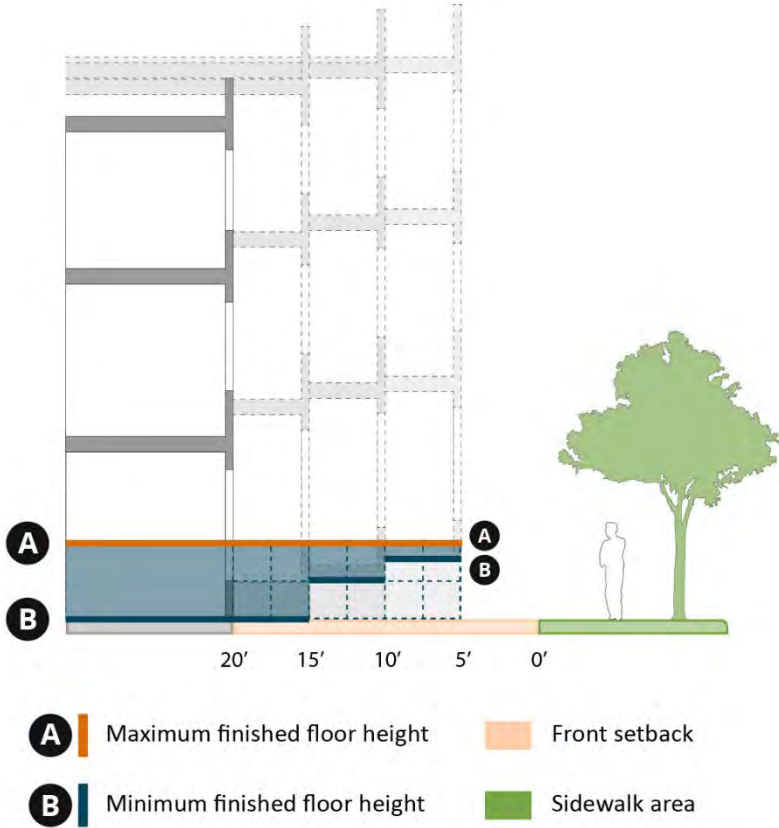 A
A
B
B
20′ 15′ 10′ 5′ 0′
A Maximum finished floor height Front setback
B Minimum finished floor height Sidewalk area